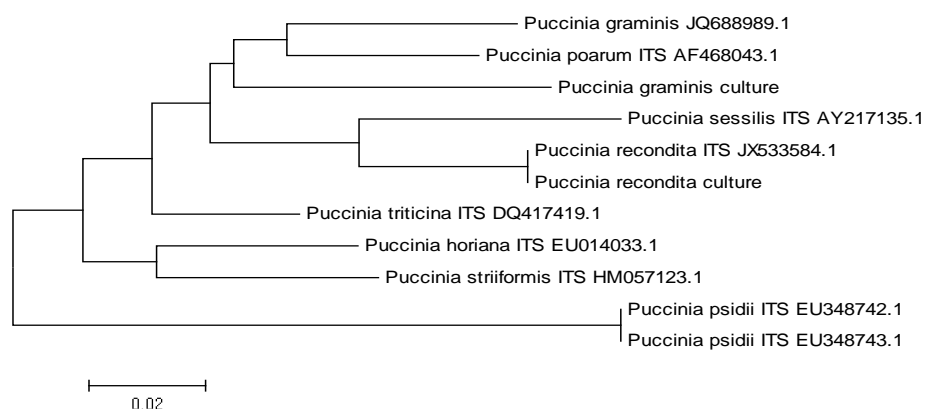 Puccinia graminis JQ688989.1
Puccinia poarum ITS AF468043.1
Puccinia graminis culture
Puccinia sessilis ITS AY217135.1
Puccinia recondita ITS JX533584.1
Puccinia recondita culture
Puccinia triticina ITS DQ417419.1
Puccinia horiana ITS EU014033.1
Puccinia striiformis ITS HM057123.1
Puccinia psidii ITS EU348742.1
Puccinia psidii ITS EU348743.1
0.02